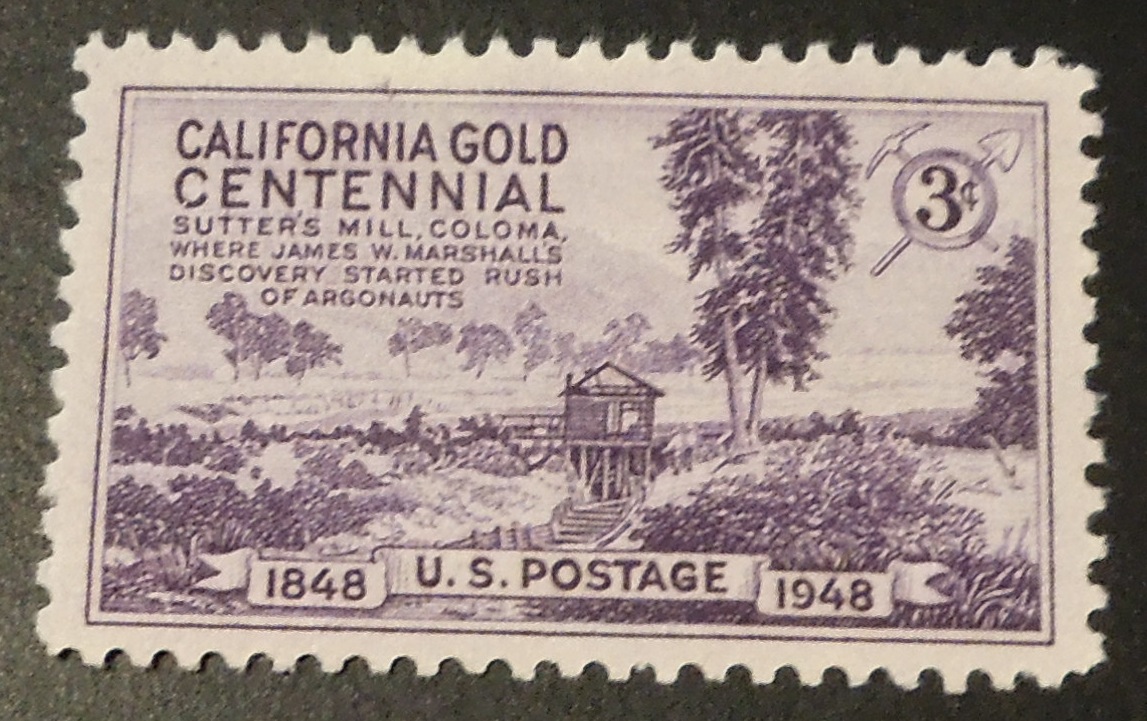 CALIFORNIA GOLD
CENTENNIAL
SUTTER'S MILL, COLOMA,
WHERE JAMES W. MARSHALL'S
DISCOVERY STARTED RUSH
OF ARGONAUTS
3¢
1848 U.S. POSTAGE 1948